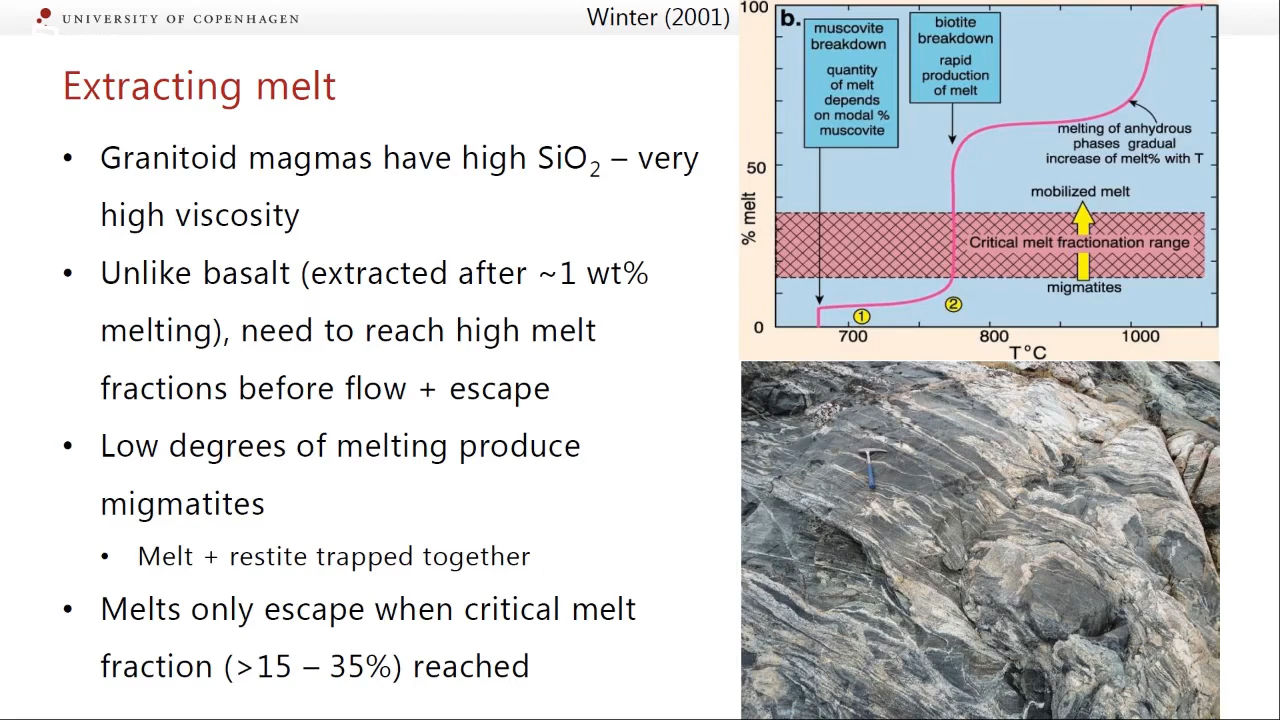 UNIVERSITY OF COPENHAGEN
Winter (2001)
Extracting melt
• Granitoid magmas have high SiO₂ – very
high viscosity
• Unlike basalt (extracted after ~1 wt%
melting), need to reach high melt
fractions before flow + escape
• Low degrees of melting produce
migmatites
• Melt + restite trapped together
• Melts only escape when critical melt
fraction (>15 – 35%) reached
b.
muscovite
breakdown
quantity
of melt
depends
on modal %
muscovite
biotite
breakdown
rapid
production
of melt
melting of anhydrous
phases gradual
increase of melt% with T
mobilized melt
Critical melt fractionation range
migmatites
1
2
100
50
0
% melt
700
800
1000
T°C